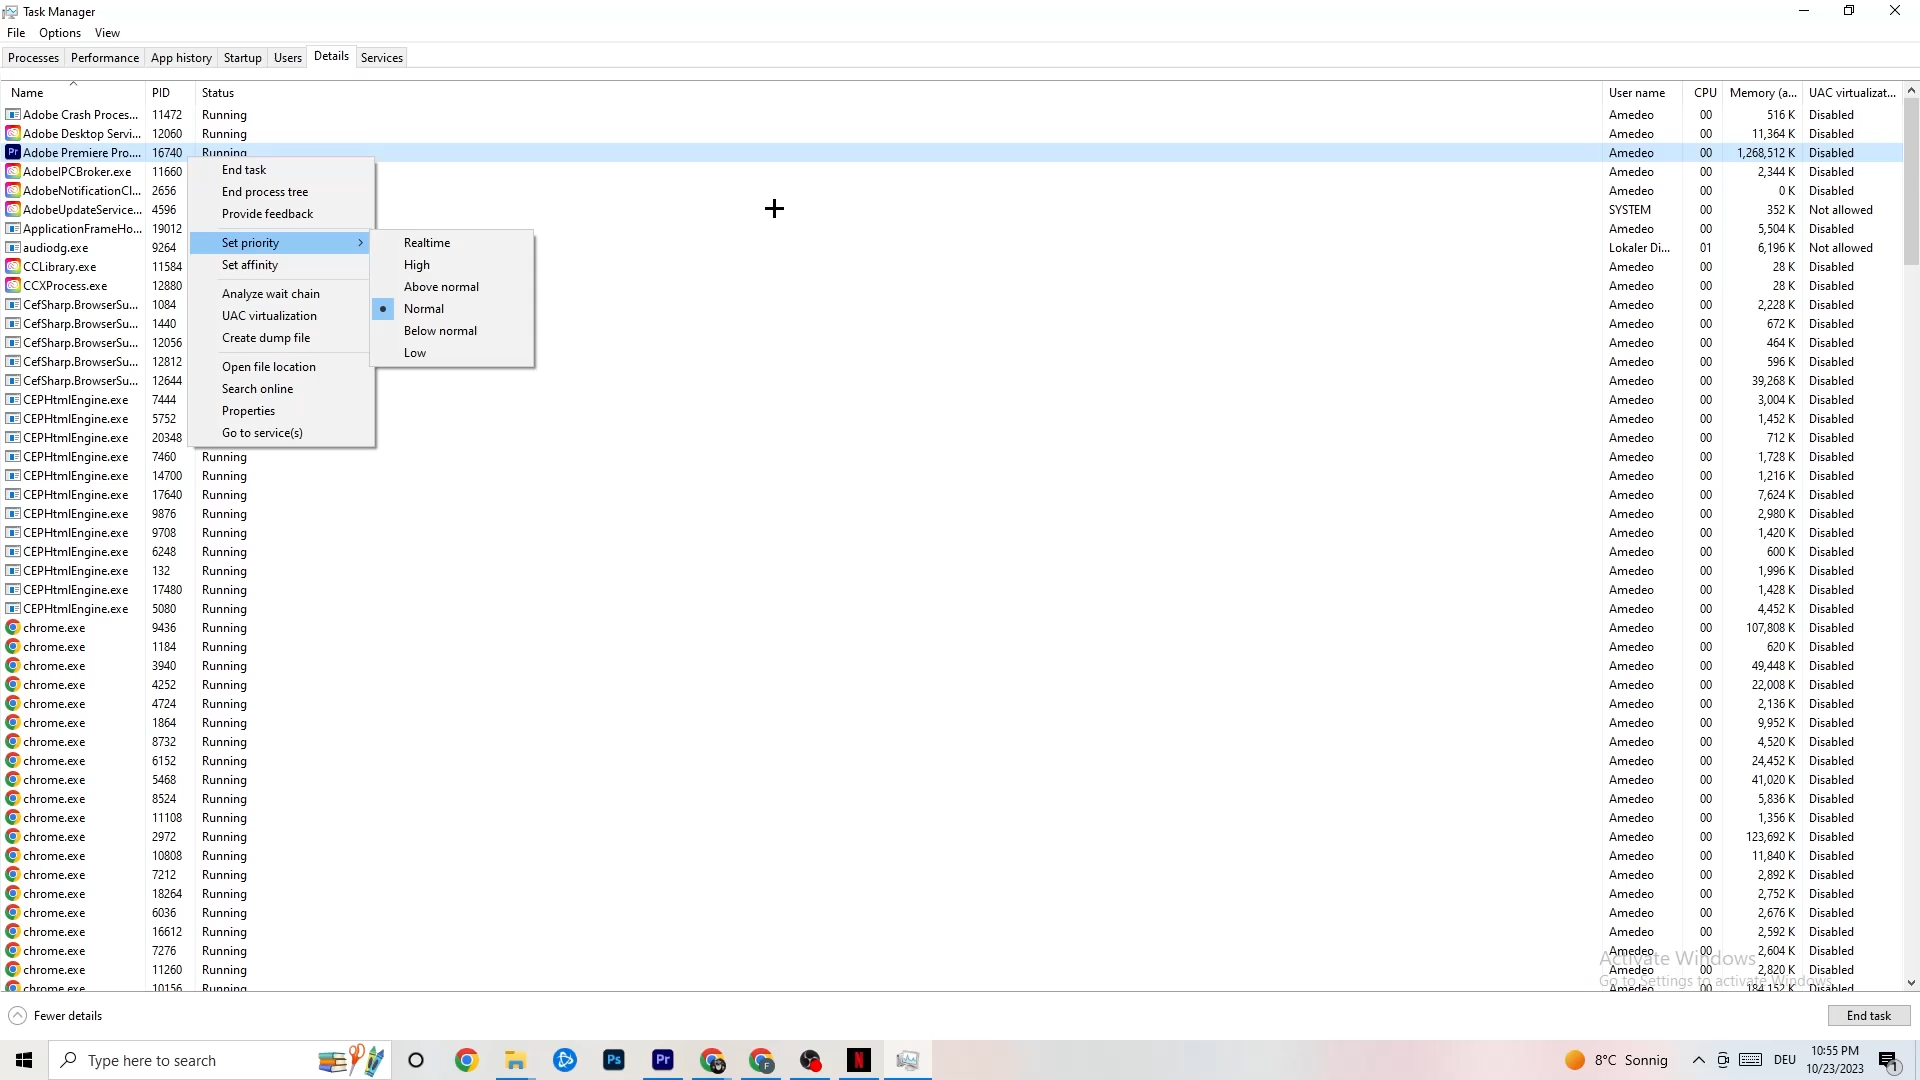 Task Manager
File Options View
Processes Performance App history Startup Users Details Services
Name PID Status User name CPU Memory (a... UAC virtualizat...
Adobe Crash Proces... 11472 Running Amedeo 00 516 K Disabled
Adobe Desktop Servi... 12060 Running Amedeo 00 11,364 K Disabled
Adobe Premiere Pro.... 16740 Running Amedeo 00 1,268,512 K Disabled
AdobeIPCBroker.exe 11660 End task Amedeo 00 2,344 K Disabled
AdobeNotificationCl... 2656 End process tree Amedeo 00 0 K Disabled
AdobeUpdateService... 4596 Provide feedback SYSTEM 00 352 K Not allowed
ApplicationFrameHo... 19012 Amedeo 00 5,504 K Disabled
audiodg.exe 9264 Set priority Realtime Lokaler Di... 01 6,196 K Not allowed
CCLibrary.exe 11584 Set affinity High Amedeo 00 28 K Disabled
CCXProcess.exe 12880 Analyze wait chain Above normal Amedeo 00 28 K Disabled
CefSharp.BrowserSu... 1084 UAC virtualization Normal Amedeo 00 2,228 K Disabled
CefSharp.BrowserSu... 1440 Below normal Amedeo 00 672 K Disabled
CefSharp.BrowserSu... 12056 Create dump file Low Amedeo 00 464 K Disabled
CefSharp.BrowserSu... 12812 Open file location Amedeo 00 596 K Disabled
CefSharp.BrowserSu... 12644 Search online Amedeo 00 39,268 K Disabled
CEPHtmlEngine.exe 7444 Properties Amedeo 00 3,004 K Disabled
CEPHtmlEngine.exe 5752 Amedeo 00 1,452 K Disabled
CEPHtmlEngine.exe 20348 Go to service(s) Amedeo 00 712 K Disabled
CEPHtmlEngine.exe 7460 Running Amedeo 00 1,728 K Disabled
CEPHtmlEngine.exe 14700 Running Amedeo 00 1,216 K Disabled
CEPHtmlEngine.exe 17640 Running Amedeo 00 7,624 K Disabled
CEPHtmlEngine.exe 9876 Running Amedeo 00 2,980 K Disabled
CEPHtmlEngine.exe 9708 Running Amedeo 00 1,420 K Disabled
CEPHtmlEngine.exe 6248 Running Amedeo 00 600 K Disabled
CEPHtmlEngine.exe 132 Running Amedeo 00 1,996 K Disabled
CEPHtmlEngine.exe 17480 Running Amedeo 00 1,428 K Disabled
CEPHtmlEngine.exe 5080 Running Amedeo 00 4,452 K Disabled
chrome.exe 9436 Running Amedeo 00 107,808 K Disabled
chrome.exe 1184 Running Amedeo 00 620 K Disabled
chrome.exe 3940 Running Amedeo 00 49,448 K Disabled
chrome.exe 4252 Running Amedeo 00 22,008 K Disabled
chrome.exe 4724 Running Amedeo 00 2,136 K Disabled
chrome.exe 1864 Running Amedeo 00 9,952 K Disabled
chrome.exe 8732 Running Amedeo 00 4,520 K Disabled
chrome.exe 6152 Running Amedeo 00 24,452 K Disabled
chrome.exe 5468 Running Amedeo 00 41,020 K Disabled
chrome.exe 8524 Running Amedeo 00 5,836 K Disabled
chrome.exe 11108 Running Amedeo 00 1,356 K Disabled
chrome.exe 2972 Running Amedeo 00 123,692 K Disabled
chrome.exe 10808 Running Amedeo 00 11,840 K Disabled
chrome.exe 7212 Running Amedeo 00 2,892 K Disabled
chrome.exe 18264 Running Amedeo 00 2,752 K Disabled
chrome.exe 6036 Running Amedeo 00 2,676 K Disabled
chrome.exe 16612 Running Amedeo 00 2,592 K Disabled
chrome.exe 7276 Running Amedeo 00 2,604 K Disabled
Activate Windows
chrome.exe 11260 Running Amedeo 00 2,820 K Disabled
Go to Settings to activate Windows.
chrome.exe 10156 Running Amedeo 00 184,152 K Disabled
Fewer details End task
Type here to search Ps Pr F N 8°C Sonnig DEU 10:55 PM
10/23/2023 1